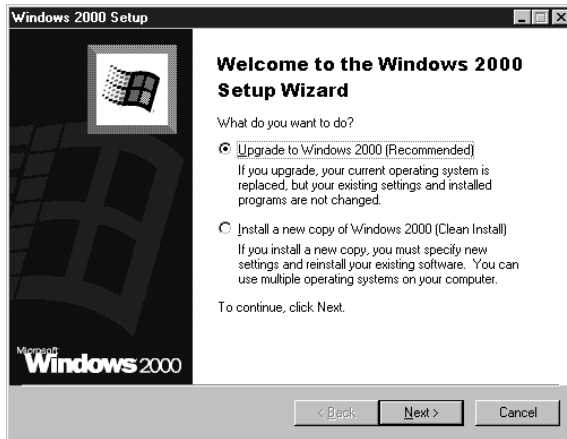 Windows 2000 Setup
Welcome to the Windows 2000
Setup Wizard
What do you want to do?
Upgrade to Windows 2000 (Recommended)
If you upgrade, your current operating system is
replaced, but your existing settings and installed
programs are not changed.
Install a new copy of Windows 2000 (Clean Install)
If you install a new copy, you must specify new
settings and reinstall your existing software. You can
use multiple operating systems on your computer.
To continue, click Next.
Microsoft
Windows 2000
< Back
Next >
Cancel